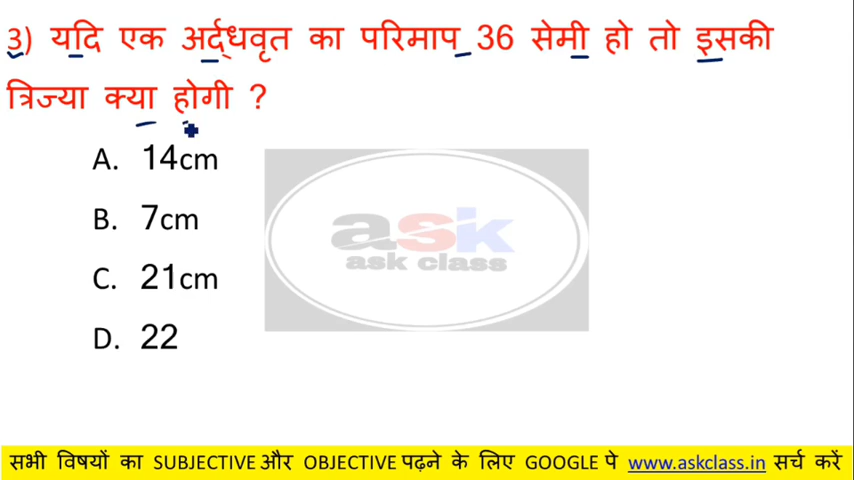 3) यदि एक अर्द्धवृत का परिमाप 36 सेमी हो तो इसकी
त्रिज्या क्या होगी ?
A. 14cm
B. 7cm
C. 21cm
D. 22
ask
ask class
सभी विषयों का SUBJECTIVE और OBJECTIVE पढ़ने के लिए GOOGLE पे www.askclass.in सर्च करें